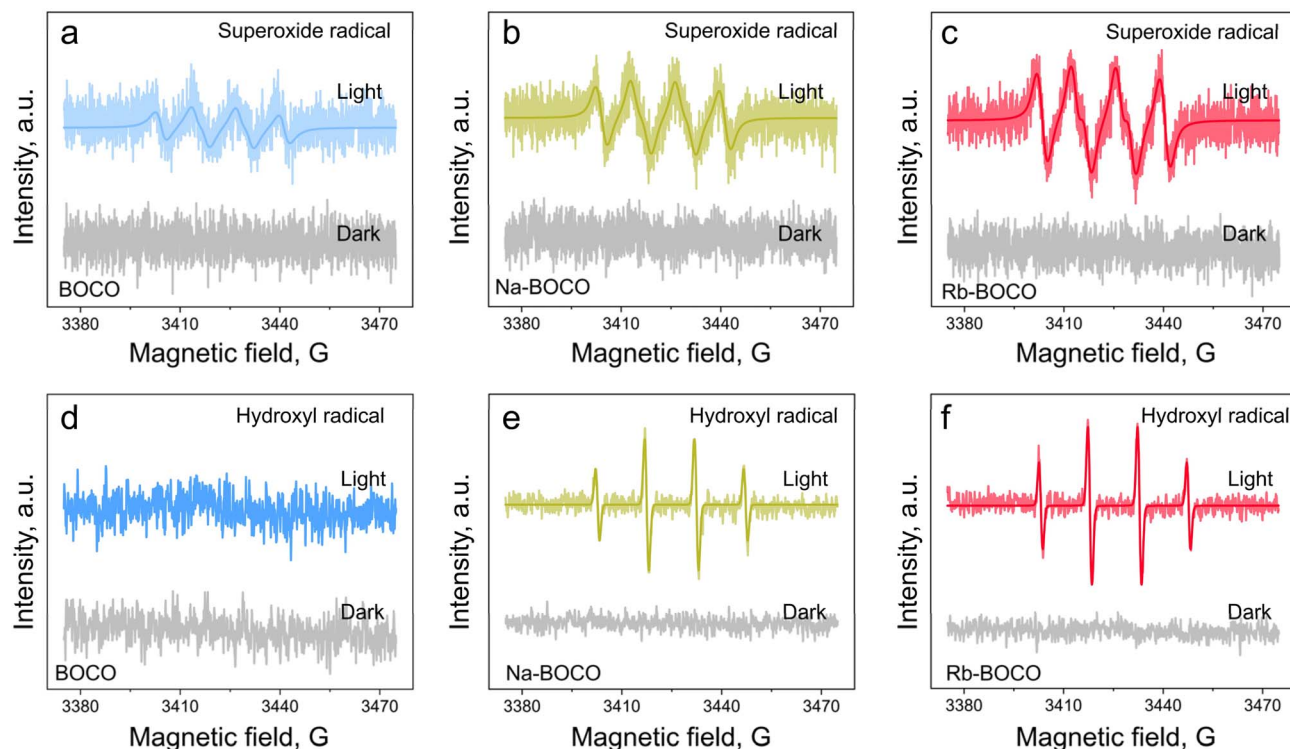 a
Superoxide radical
Light
Dark
BOCO
Intensity, a.u.
3380 3410 3440 3470
Magnetic field, G
b
Superoxide radical
Light
Dark
Na-BOCO
Intensity, a.u.
3380 3410 3440 3470
Magnetic field, G
c
Superoxide radical
Light
Dark
Rb-BOCO
Intensity, a.u.
3380 3410 3440 3470
Magnetic field, G
d
Hydroxyl radical
Light
Dark
BOCO
Intensity, a.u.
3380 3410 3440 3470
Magnetic field, G
e
Hydroxyl radical
Light
Dark
Na-BOCO
Intensity, a.u.
3380 3410 3440 3470
Magnetic field, G
f
Hydroxyl radical
Light
Dark
Rb-BOCO
Intensity, a.u.
3380 3410 3440 3470
Magnetic field, G